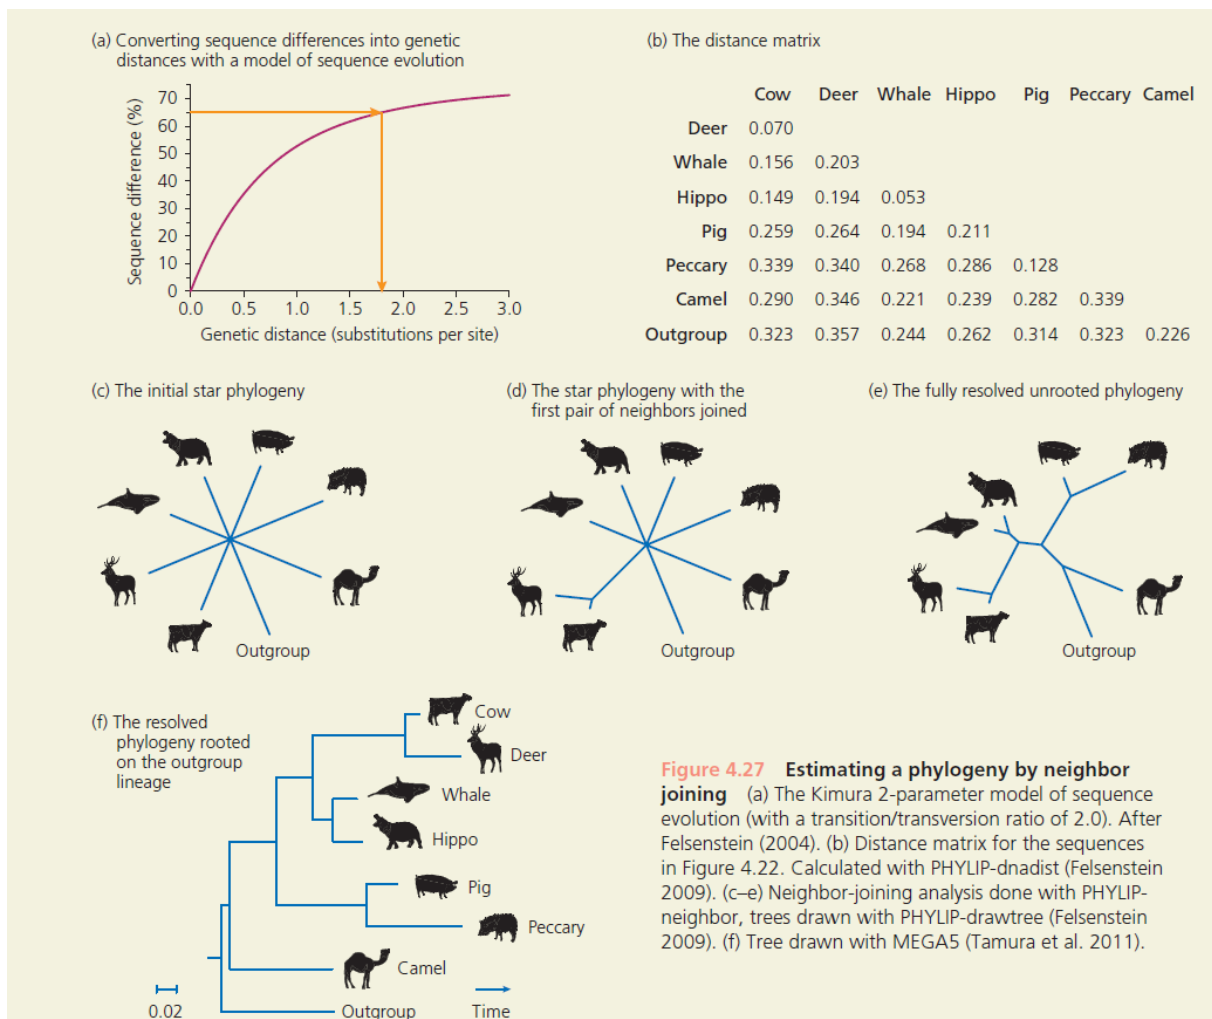 (a) Converting sequence differences into genetic
distances with a model of sequence evolution
Sequence difference (%)
70
60
50
40
30
20
10
0
0.0 0.5 1.0 1.5 2.0 2.5 3.0
Genetic distance (substitutions per site)
(b) The distance matrix
Cow Deer Whale Hippo Pig Peccary Camel
Deer 0.070
Whale 0.156 0.203
Hippo 0.149 0.194 0.053
Pig 0.259 0.264 0.194 0.211
Peccary 0.339 0.340 0.268 0.286 0.128
Camel 0.290 0.346 0.221 0.239 0.282 0.339
Outgroup 0.323 0.357 0.244 0.262 0.314 0.323 0.226
(c) The initial star phylogeny
Outgroup
(d) The star phylogeny with the
first pair of neighbors joined
Outgroup
(e) The fully resolved unrooted phylogeny
Outgroup
(f) The resolved
phylogeny rooted
on the outgroup
lineage
Cow
Deer
Whale
Hippo
Pig
Peccary
Camel
Outgroup
0.02
Time
Figure 4.27 Estimating a phylogeny by neighbor
joining (a) The Kimura 2-parameter model of sequence
evolution (with a transition/transversion ratio of 2.0). After
Felsenstein (2004). (b) Distance matrix for the sequences
in Figure 4.22. Calculated with PHYLIP-dnadist (Felsenstein
2009). (c–e) Neighbor-joining analysis done with PHYLIP-
neighbor, trees drawn with PHYLIP-drawtree (Felsenstein
2009). (f) Tree drawn with MEGA5 (Tamura et al. 2011).